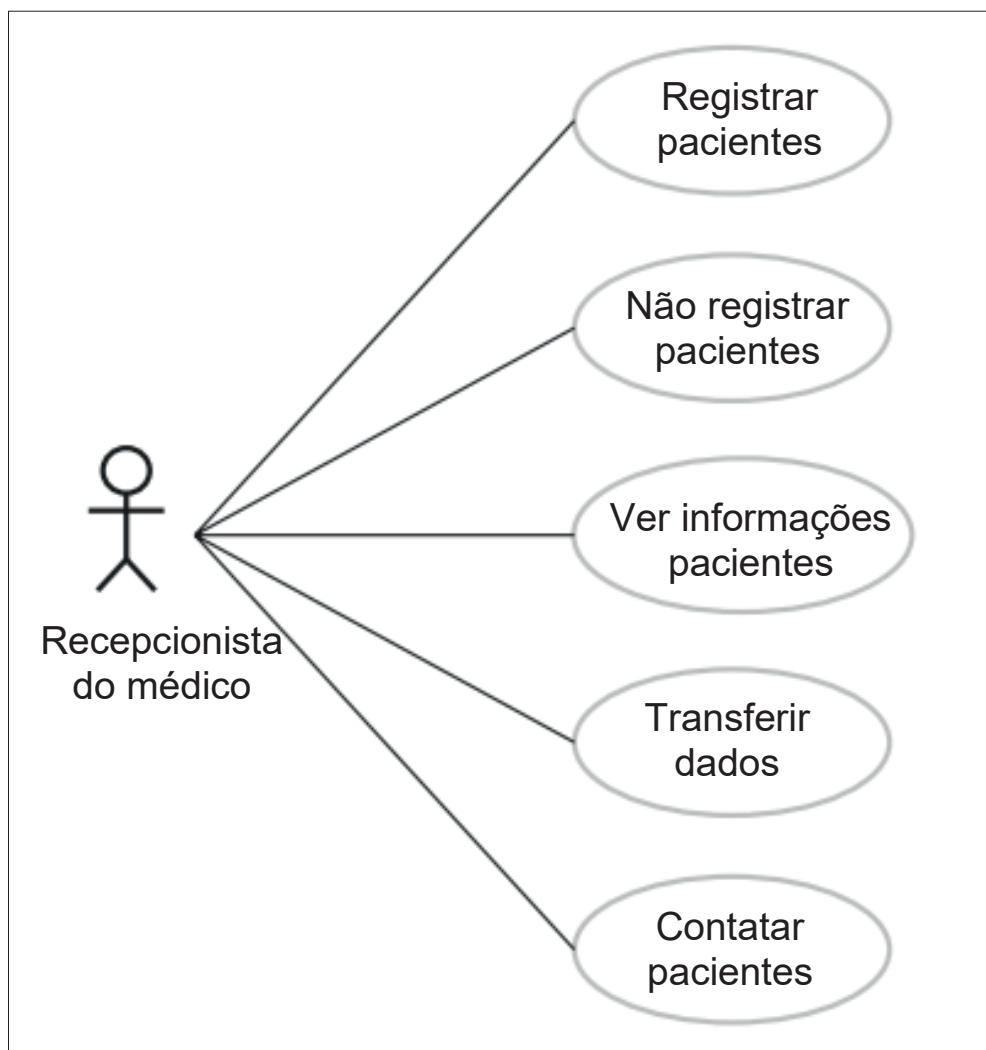 Registrar
pacientes
Não registrar
pacientes
Ver informações
pacientes
Recepcionista
do médico
Transferir
dados
Contatar
pacientes